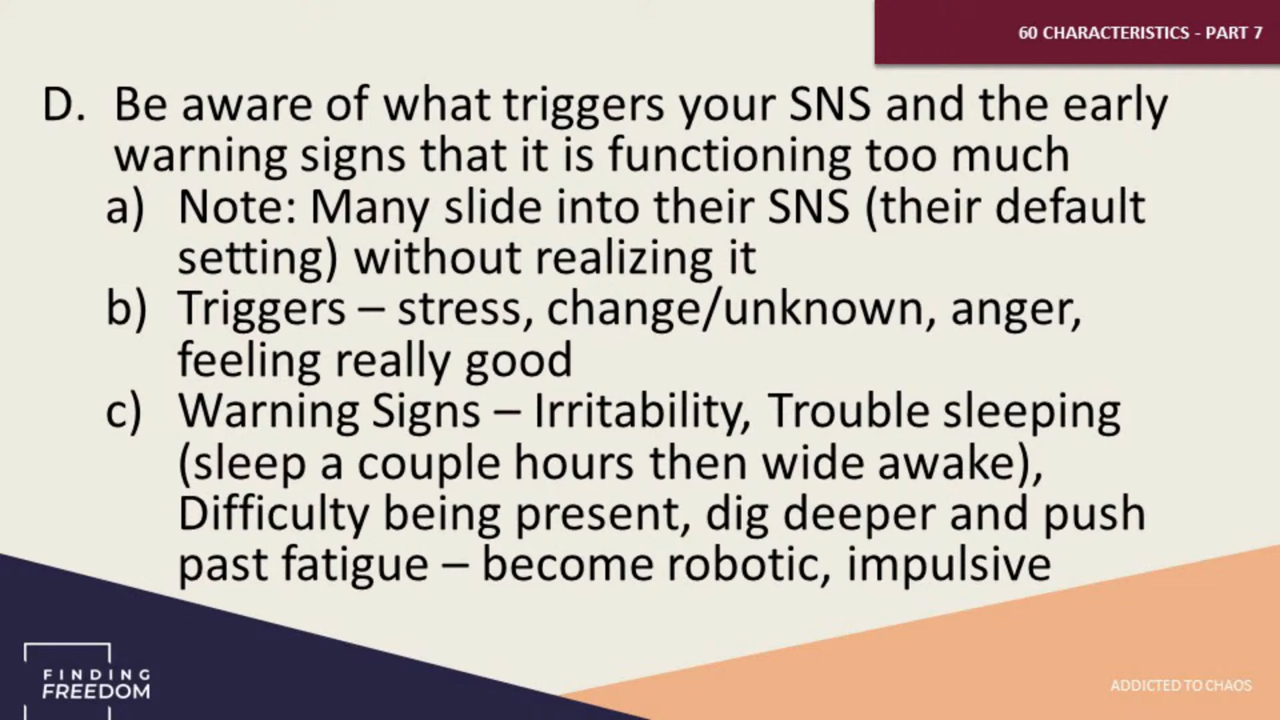 60 CHARACTERISTICS - PART 7
D. Be aware of what triggers your SNS and the early
warning signs that it is functioning too much
a) Note: Many slide into their SNS (their default
setting) without realizing it
b) Triggers – stress, change/unknown, anger,
feeling really good
c) Warning Signs – Irritability, Trouble sleeping
(sleep a couple hours then wide awake),
Difficulty being present, dig deeper and push
past fatigue – become robotic, impulsive
FINDING
FREEDOM
ADDICTED TO CHAOS